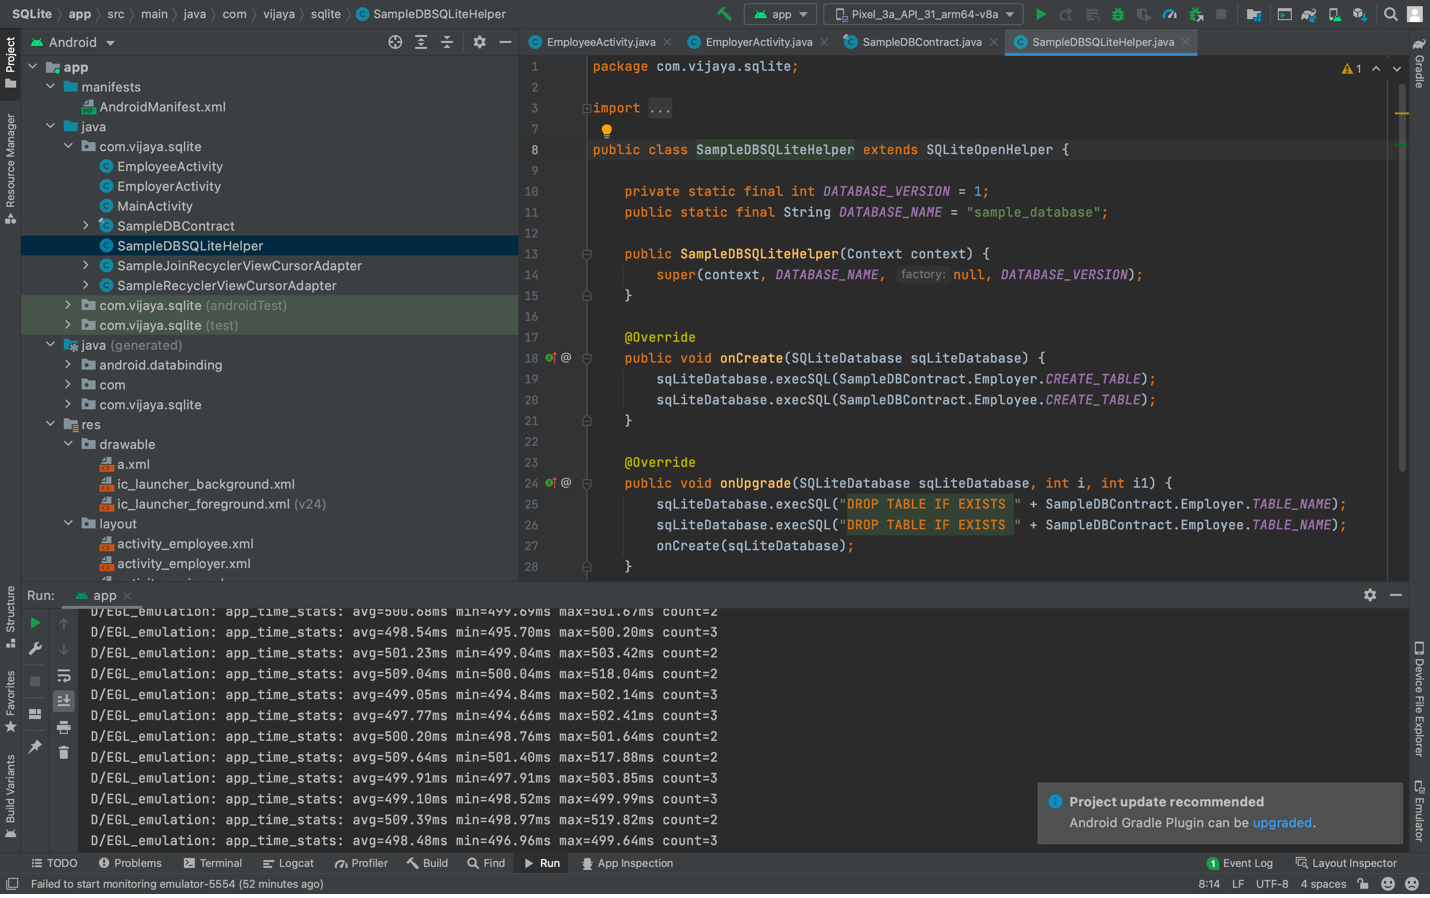 SQLite app src main java com vijaya sqlite SampleDBSQLiteHelper
app Pixel_3a_API_31_arm64-v8a
Project
Resource Manager
Structure
Favorites
Build Variants
Android
app
manifests
AndroidManifest.xml
java
com.vijaya.sqlite
EmployeeActivity
EmployerActivity
MainActivity
SampleDBContract
SampleDBSQLiteHelper
SampleJoinRecyclerViewCursorAdapter
SampleRecyclerViewCursorAdapter
com.vijaya.sqlite (androidTest)
com.vijaya.sqlite (test)
java (generated)
android.databinding
com
com.vijaya.sqlite
res
drawable
a.xml
ic_launcher_background.xml
ic_launcher_foreground.xml (v24)
layout
activity_employee.xml
activity_employer.xml
EmployeeActivity.java EmployerActivity.java SampleDBContract.java SampleDBSQLiteHelper.java
1 package com.vijaya.sqlite; 1
2
3 import ...
7
8 public class SampleDBSQLiteHelper extends SQLiteOpenHelper {
9
10 private static final int DATABASE_VERSION = 1;
11 public static final String DATABASE_NAME = "sample_database";
12
13 public SampleDBSQLiteHelper(Context context) {
14 super(context, DATABASE_NAME, factory: null, DATABASE_VERSION);
15 }
16
17 @Override
18 @ public void onCreate(SQLiteDatabase sqLiteDatabase) {
19 sqLiteDatabase.execSQL(SampleDBContract.Employer.CREATE_TABLE);
20 sqLiteDatabase.execSQL(SampleDBContract.Employee.CREATE_TABLE);
21 }
22
23 @Override
24 @ public void onUpgrade(SQLiteDatabase sqLiteDatabase, int i, int i1) {
25 sqLiteDatabase.execSQL("DROP TABLE IF EXISTS " + SampleDBContract.Employer.TABLE_NAME);
26 sqLiteDatabase.execSQL("DROP TABLE IF EXISTS " + SampleDBContract.Employee.TABLE_NAME);
27 onCreate(sqLiteDatabase);
28 }
Gradle
Device File Explorer
Emulator
Run: app
D/EGL_emulation: app_time_stats: avg=500.68ms min=499.69ms max=501.67ms count=2
D/EGL_emulation: app_time_stats: avg=498.54ms min=495.70ms max=500.20ms count=3
D/EGL_emulation: app_time_stats: avg=501.23ms min=499.04ms max=503.42ms count=2
D/EGL_emulation: app_time_stats: avg=509.04ms min=500.04ms max=518.04ms count=2
D/EGL_emulation: app_time_stats: avg=499.05ms min=494.84ms max=502.14ms count=3
D/EGL_emulation: app_time_stats: avg=497.77ms min=494.66ms max=502.41ms count=3
D/EGL_emulation: app_time_stats: avg=500.20ms min=498.76ms max=501.64ms count=2
D/EGL_emulation: app_time_stats: avg=509.64ms min=501.40ms max=517.88ms count=2
D/EGL_emulation: app_time_stats: avg=499.91ms min=497.91ms max=503.85ms count=3
D/EGL_emulation: app_time_stats: avg=499.10ms min=498.52ms max=499.99ms count=3
D/EGL_emulation: app_time_stats: avg=509.39ms min=498.97ms max=519.82ms count=2
D/EGL_emulation: app_time_stats: avg=498.48ms min=496.96ms max=499.64ms count=3
Project update recommended
Android Gradle Plugin can be upgraded.
TODO Problems Terminal Logcat Profiler Build Find Run App Inspection 1 Event Log Layout Inspector
Failed to start monitoring emulator-5554 (52 minutes ago) 8:14 LF UTF-8 4 spaces